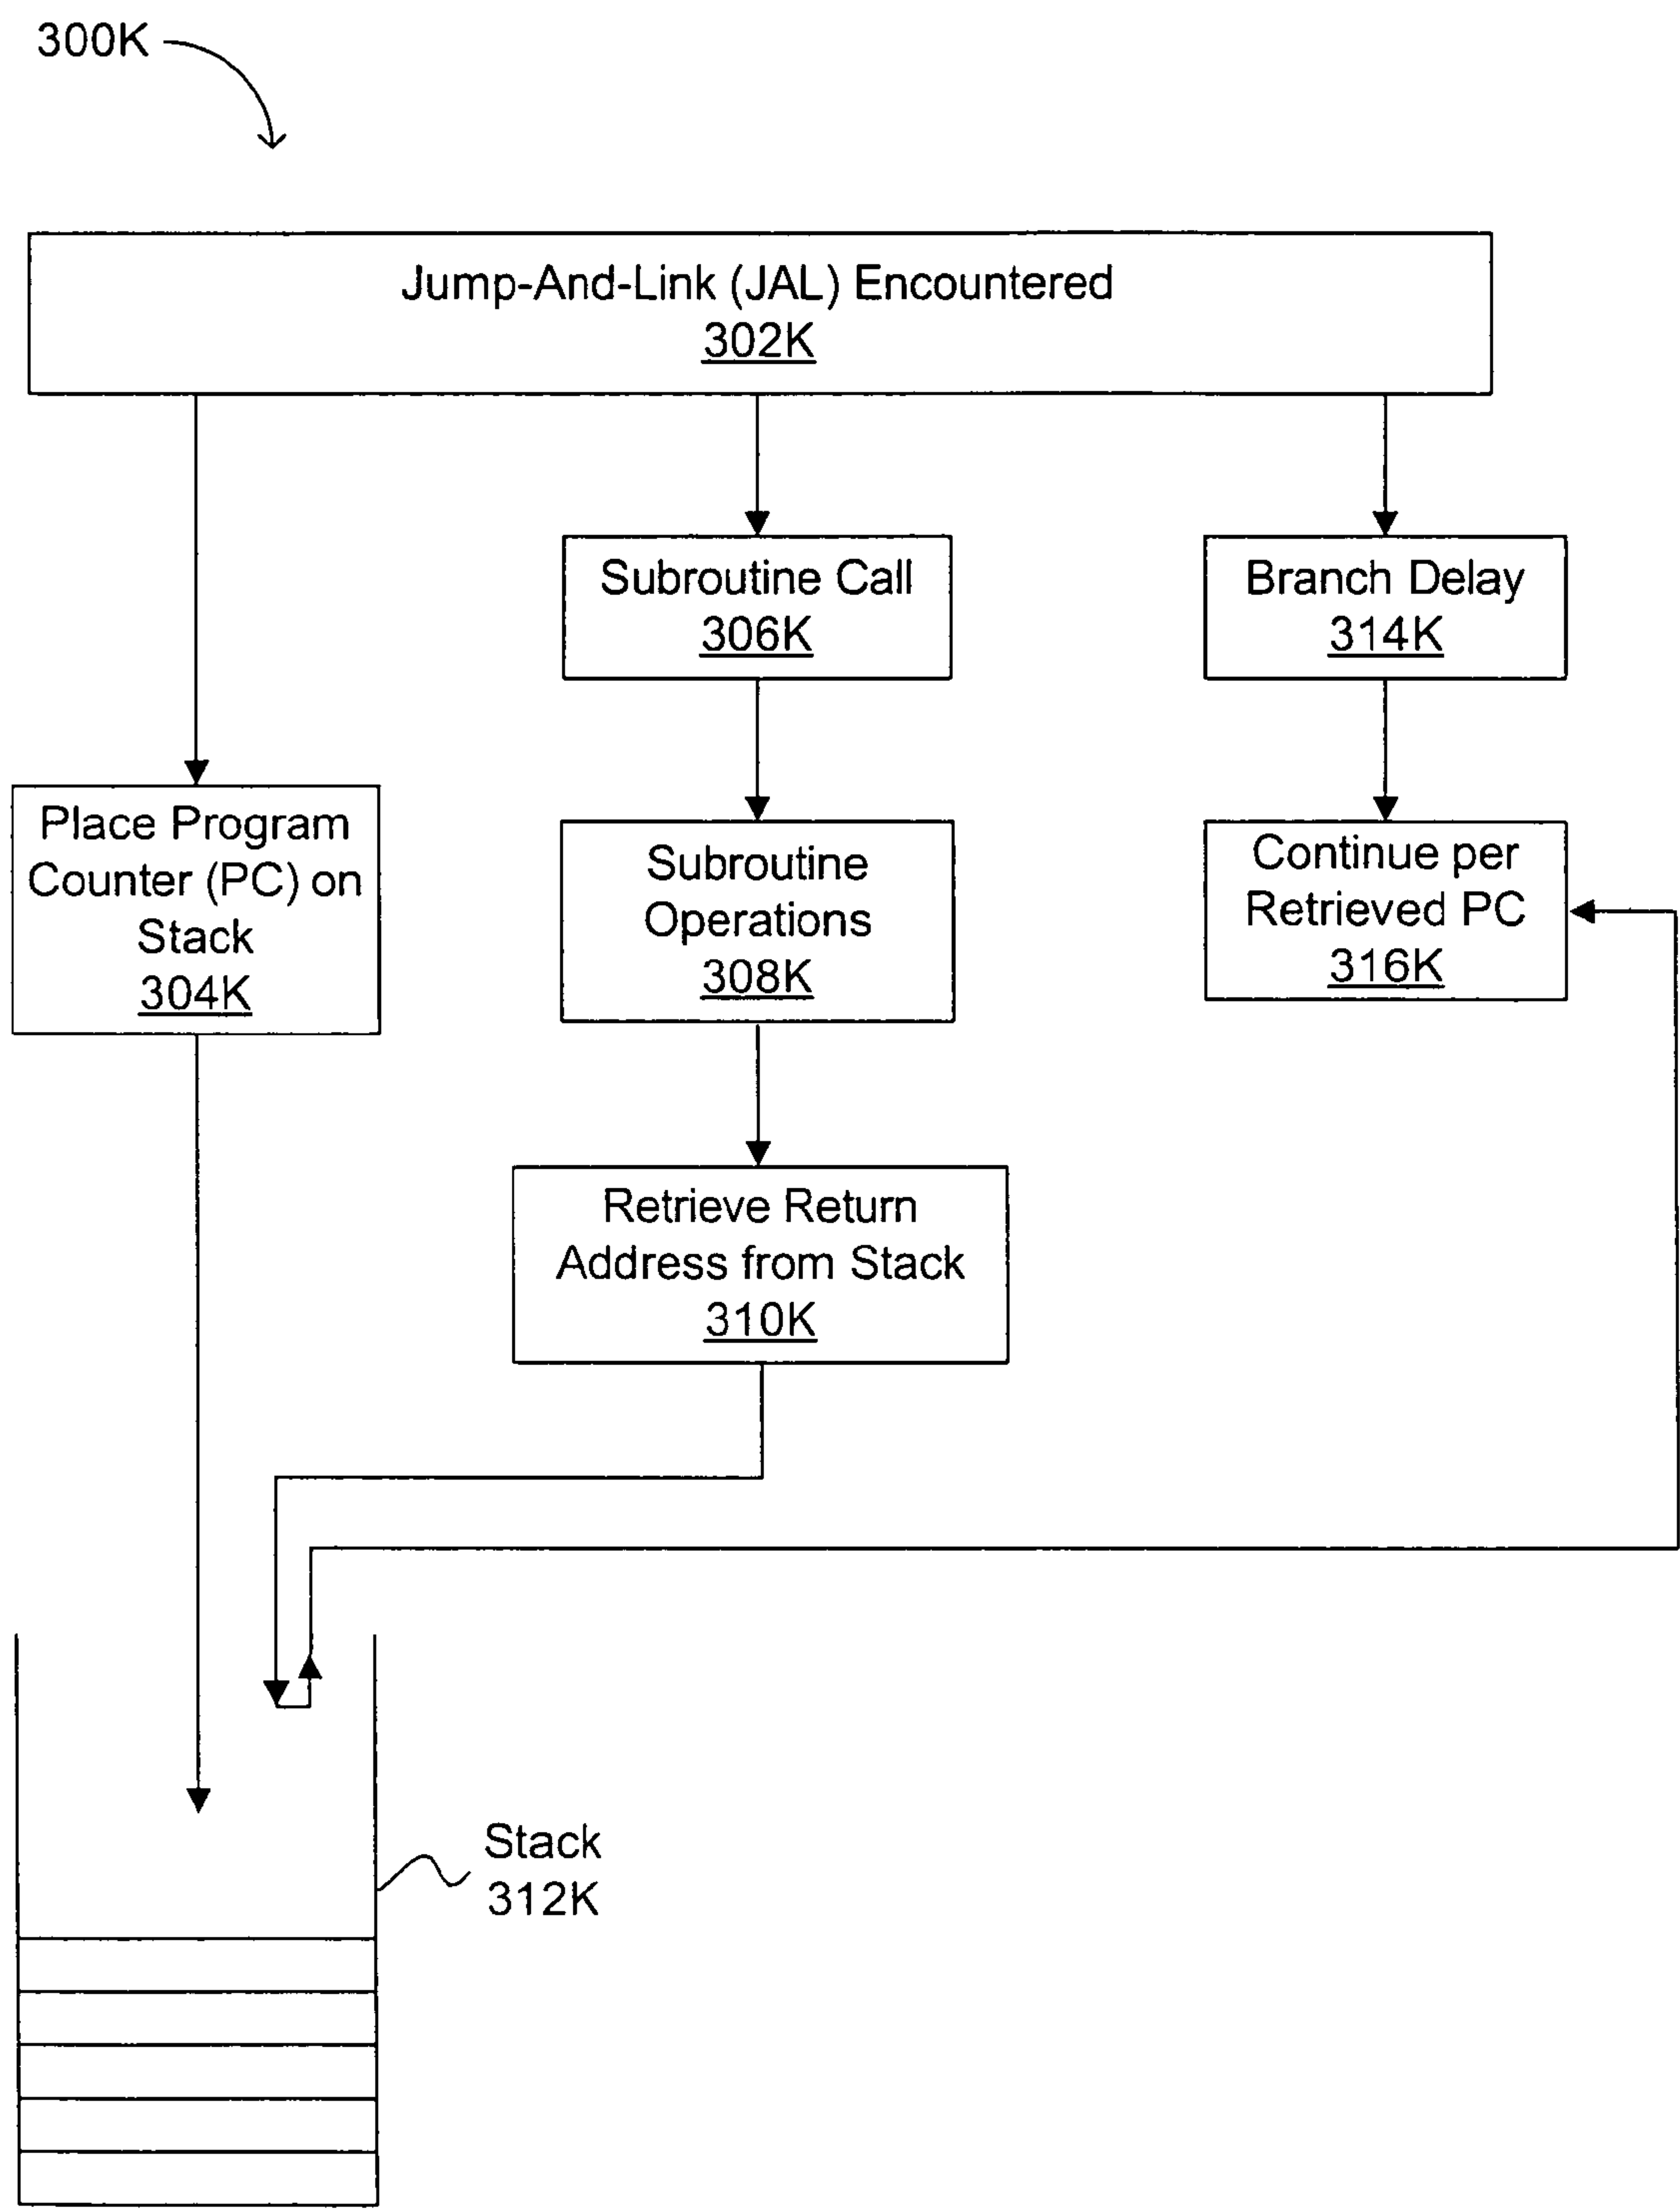 300K
Jump-And-Link (JAL) Encountered
302K
Subroutine Call
306K
Branch Delay
314K
Place Program
Counter (PC) on
Stack
304K
Subroutine
Operations
308K
Continue per
Retrieved PC
316K
Retrieve Return
Address from Stack
310K
Stack
312K